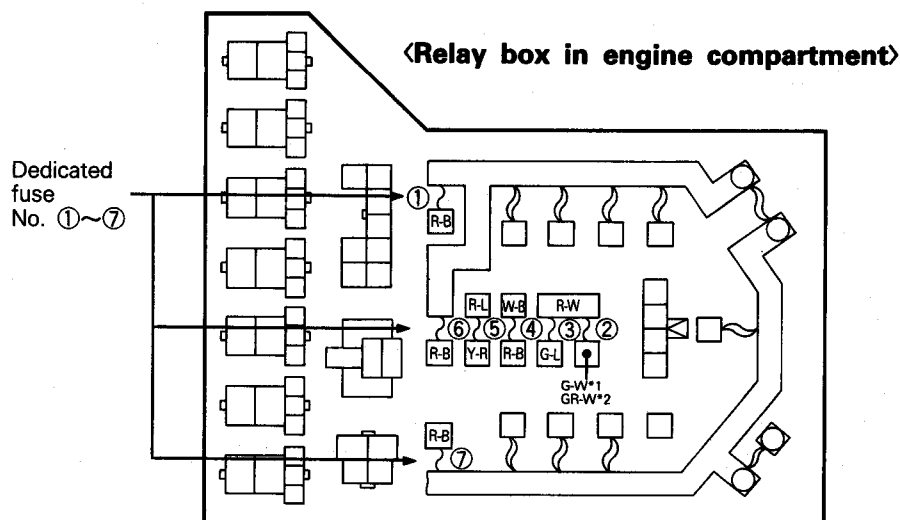 〈Relay box in engine compartment〉
Dedicated
fuse
No. ①~⑦
①
R-B
R-L
W-B
R-W
⑥
⑤
④
③
②
R-B
Y-R
R-B
G-L
G-W*1
GR-W*2
R-B
⑦